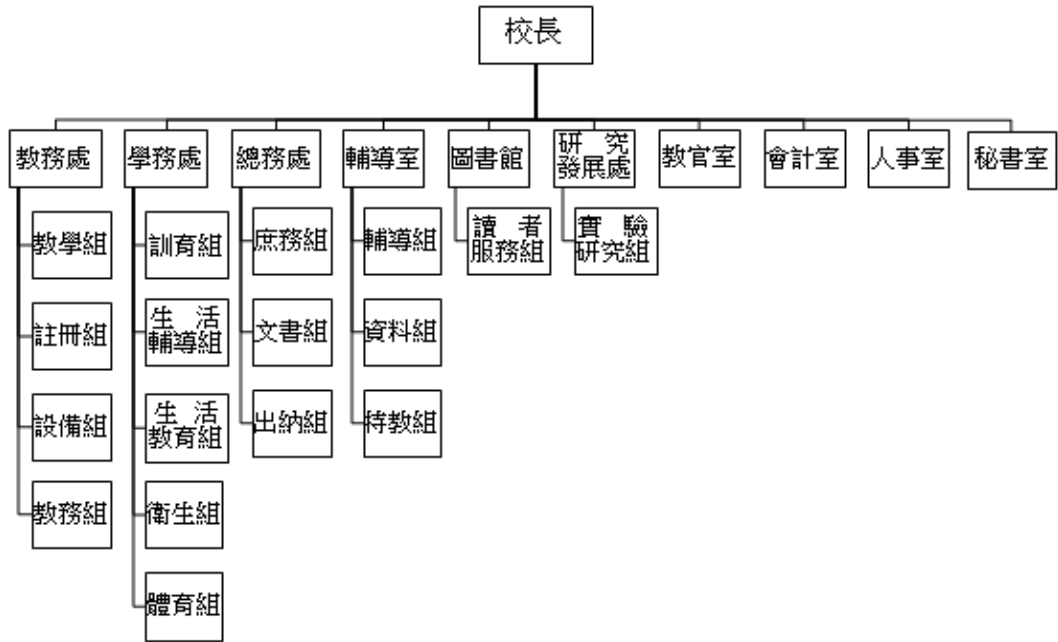 校長
教務處
學務處
總務處
輔導室
圖書館
研究
發展處
教官室
會計室
人事室
秘書室
教學組
訓育組
庶務組
輔導組
讀者
服務組
實驗
研究組
註冊組
生活
輔導組
文書組
資料組
設備組
生活
教育組
出納組
特教組
教務組
衛生組
體育組